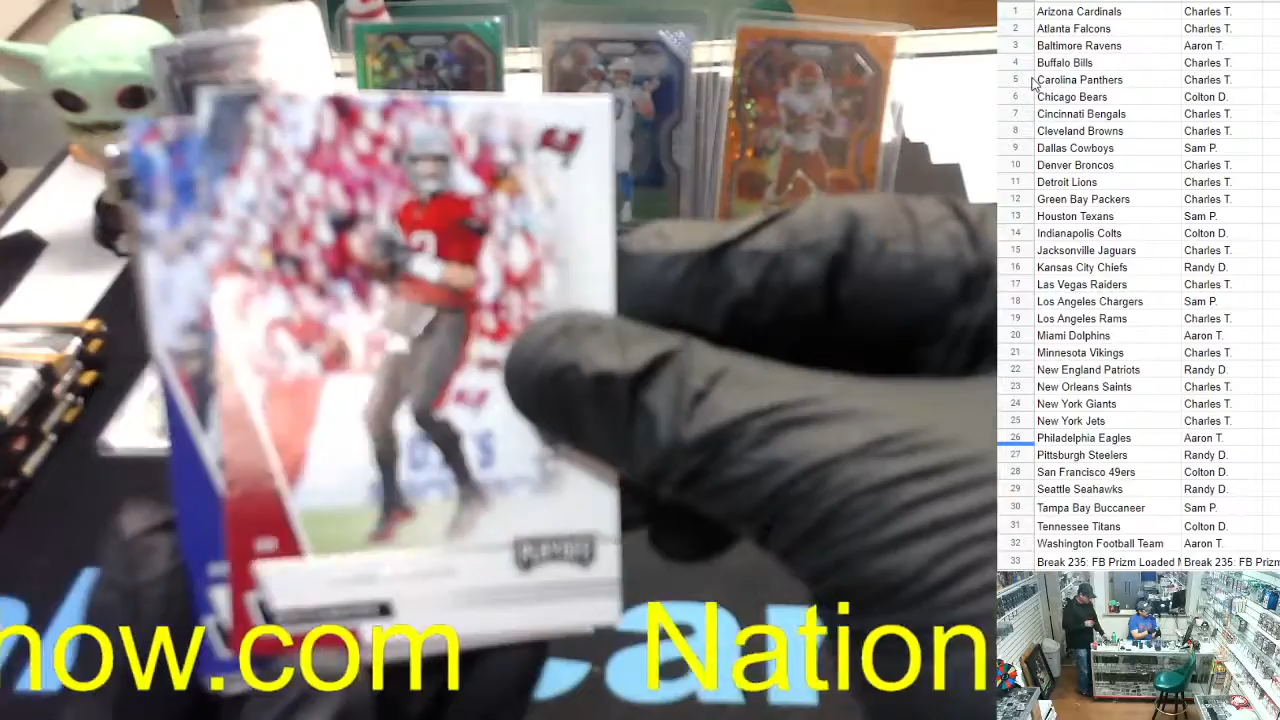 1 Arizona Cardinals Charles T.
2 Atlanta Falcons Charles T.
3 Baltimore Ravens Aaron T.
4 Buffalo Bills Charles T.
5 Carolina Panthers Charles T.
6 Chicago Bears Colton D.
7 Cincinnati Bengals Charles T.
8 Cleveland Browns Charles T.
9 Dallas Cowboys Sam P.
10 Denver Broncos Charles T.
11 Detroit Lions Charles T.
12 Green Bay Packers Charles T.
13 Houston Texans Sam P.
14 Indianapolis Colts Colton D.
15 Jacksonville Jaguars Charles T.
16 Kansas City Chiefs Randy D.
17 Las Vegas Raiders Charles T.
18 Los Angeles Chargers Sam P.
19 Los Angeles Rams Charles T.
20 Miami Dolphins Aaron T.
21 Minnesota Vikings Charles T.
22 New England Patriots Randy D.
23 New Orleans Saints Charles T.
24 New York Giants Charles T.
25 New York Jets Charles T.
26 Philadelphia Eagles Aaron T.
27 Pittsburgh Steelers Randy D.
28 San Francisco 49ers Colton D.
29 Seattle Seahawks Randy D.
30 Tampa Bay Buccaneer Sam P.
31 Tennessee Titans Colton D.
32 Washington Football Team Aaron T.
33 Break 235: FB Prizm Loaded Break 235: FB Prizm
PLAYOFF
how.com Nation